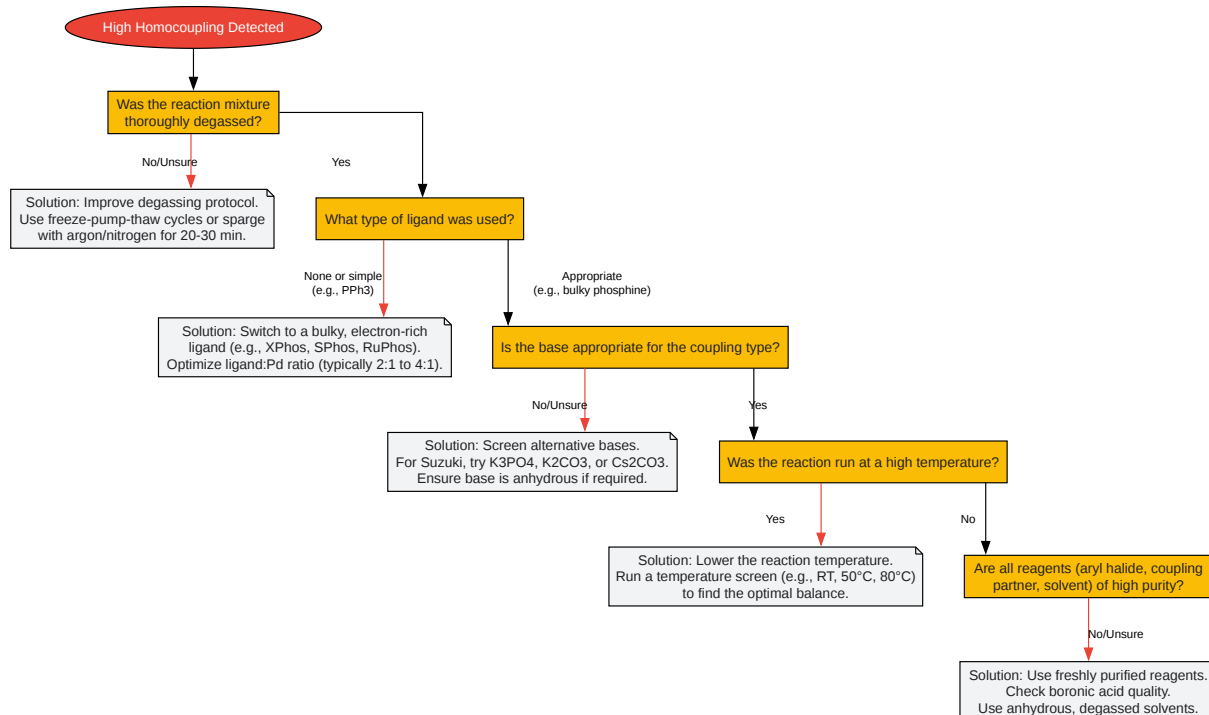 High Homocoupling Detected
Was the reaction mixture
thoroughly degassed?
No/Unsure
Yes
Solution: Improve degassing protocol.
Use freeze-pump-thaw cycles or sparge
with argon/nitrogen for 20-30 min.
What type of ligand was used?
None or simple
(e.g., PPh3)
Appropriate
(e.g., bulky phosphine)
Solution: Switch to a bulky, electron-rich
ligand (e.g., XPhos, SPhos, RuPhos).
Optimize ligand:Pd ratio (typically 2:1 to 4:1).
Is the base appropriate for the coupling type?
No/Unsure
Yes
Solution: Screen alternative bases.
For Suzuki, try K3PO4, K2CO3, or Cs2CO3.
Ensure base is anhydrous if required.
Was the reaction run at a high temperature?
Yes
No
Solution: Lower the reaction temperature.
Run a temperature screen (e.g., RT, 50°C, 80°C)
to find the optimal balance.
Are all reagents (aryl halide, coupling
partner, solvent) of high purity?
No/Unsure
Solution: Use freshly purified reagents.
Check boronic acid quality.
Use anhydrous, degassed solvents.